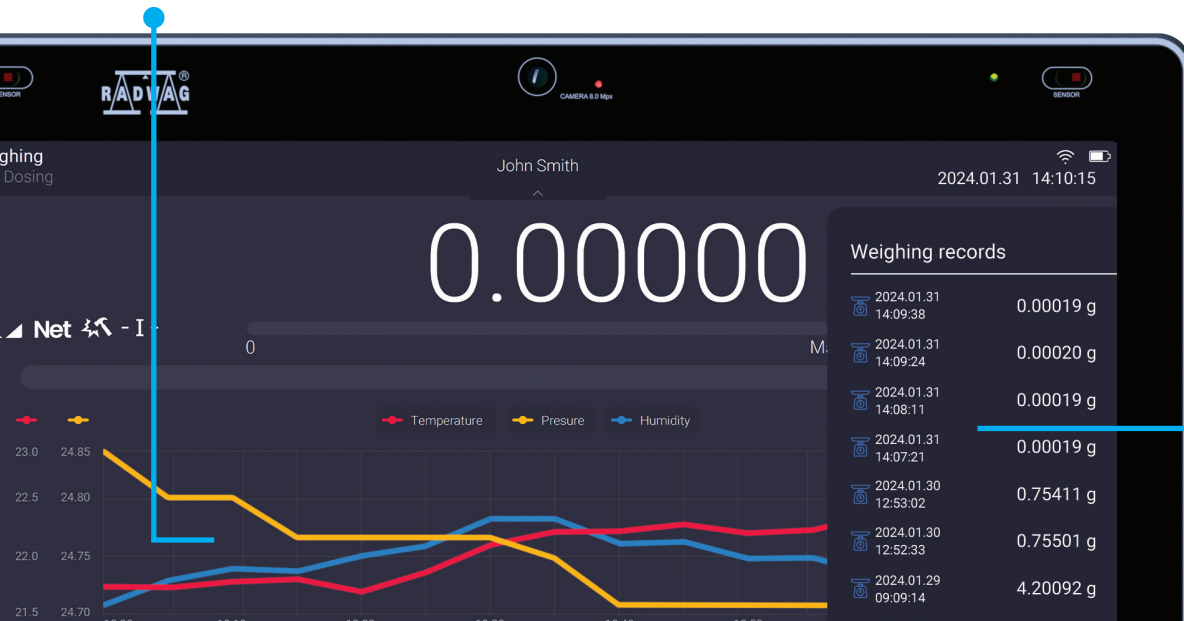 RADWAG®
CAMERA 8.0 Mpx
SENSOR
ghing
Dosing
John Smith
2024.01.31 14:10:15
0.00000
Net
- I -
0
Ma
Temperature
Presure
Humidity
23.0 24.85
22.5 24.80
22.0 24.75
21.5 24.70
Weighing records
2024.01.31
14:09:38
0.00019 g
2024.01.31
14:09:24
0.00020 g
2024.01.31
14:08:11
0.00019 g
2024.01.31
14:07:21
0.00019 g
2024.01.30
12:53:02
0.75411 g
2024.01.30
12:52:33
0.75501 g
2024.01.29
09:09:14
4.20092 g